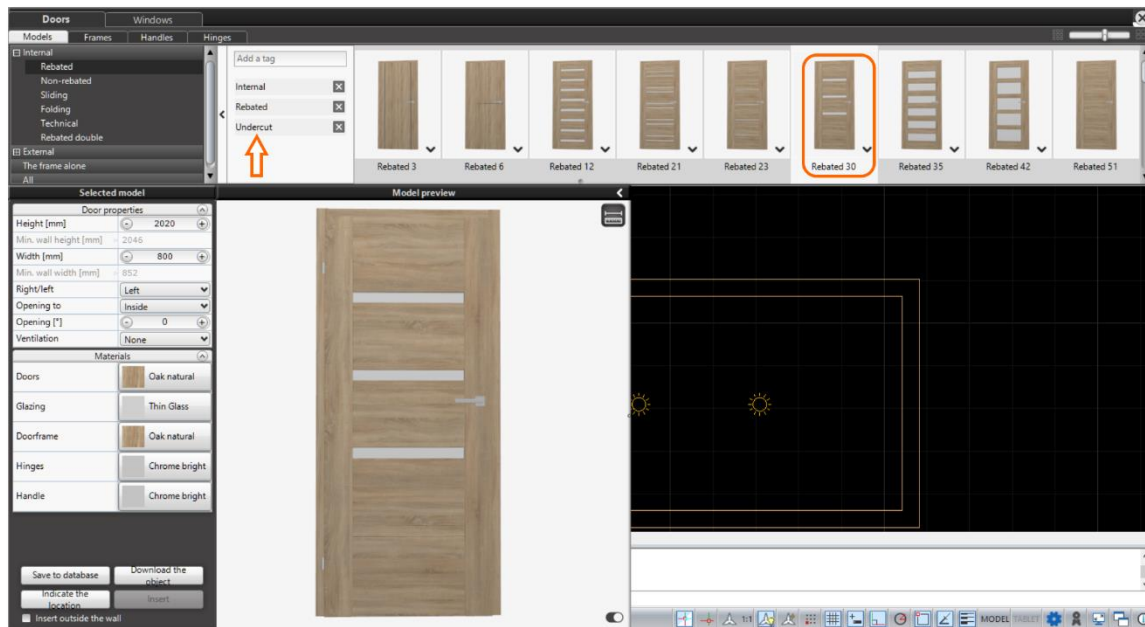 Doors Windows
Models Frames Handles Hinges
Internal
Rebated
Non-rebated
Sliding
Folding
Technical
Rebated double
External
The frame alone
All
Add a tag
Internal
Rebated
Undercut
Rebated 3 Rebated 6 Rebated 12 Rebated 21 Rebated 23 Rebated 30 Rebated 35 Rebated 42 Rebated 51
Selected model
Model preview
Door properties
Height [mm] 2020
Min. wall height [mm] 2046
Width [mm] 800
Min. wall width [mm] 852
Right/left Left
Opening to Inside
Opening [°] 0
Ventilation None
Materials
Doors Oak natural
Glazing Thin Glass
Doorframe Oak natural
Hinges Chrome bright
Handle Chrome bright
Save to database
Download the object
Indicate the location
Insert
Insert outside the wall
1:1 MODEL TABLET